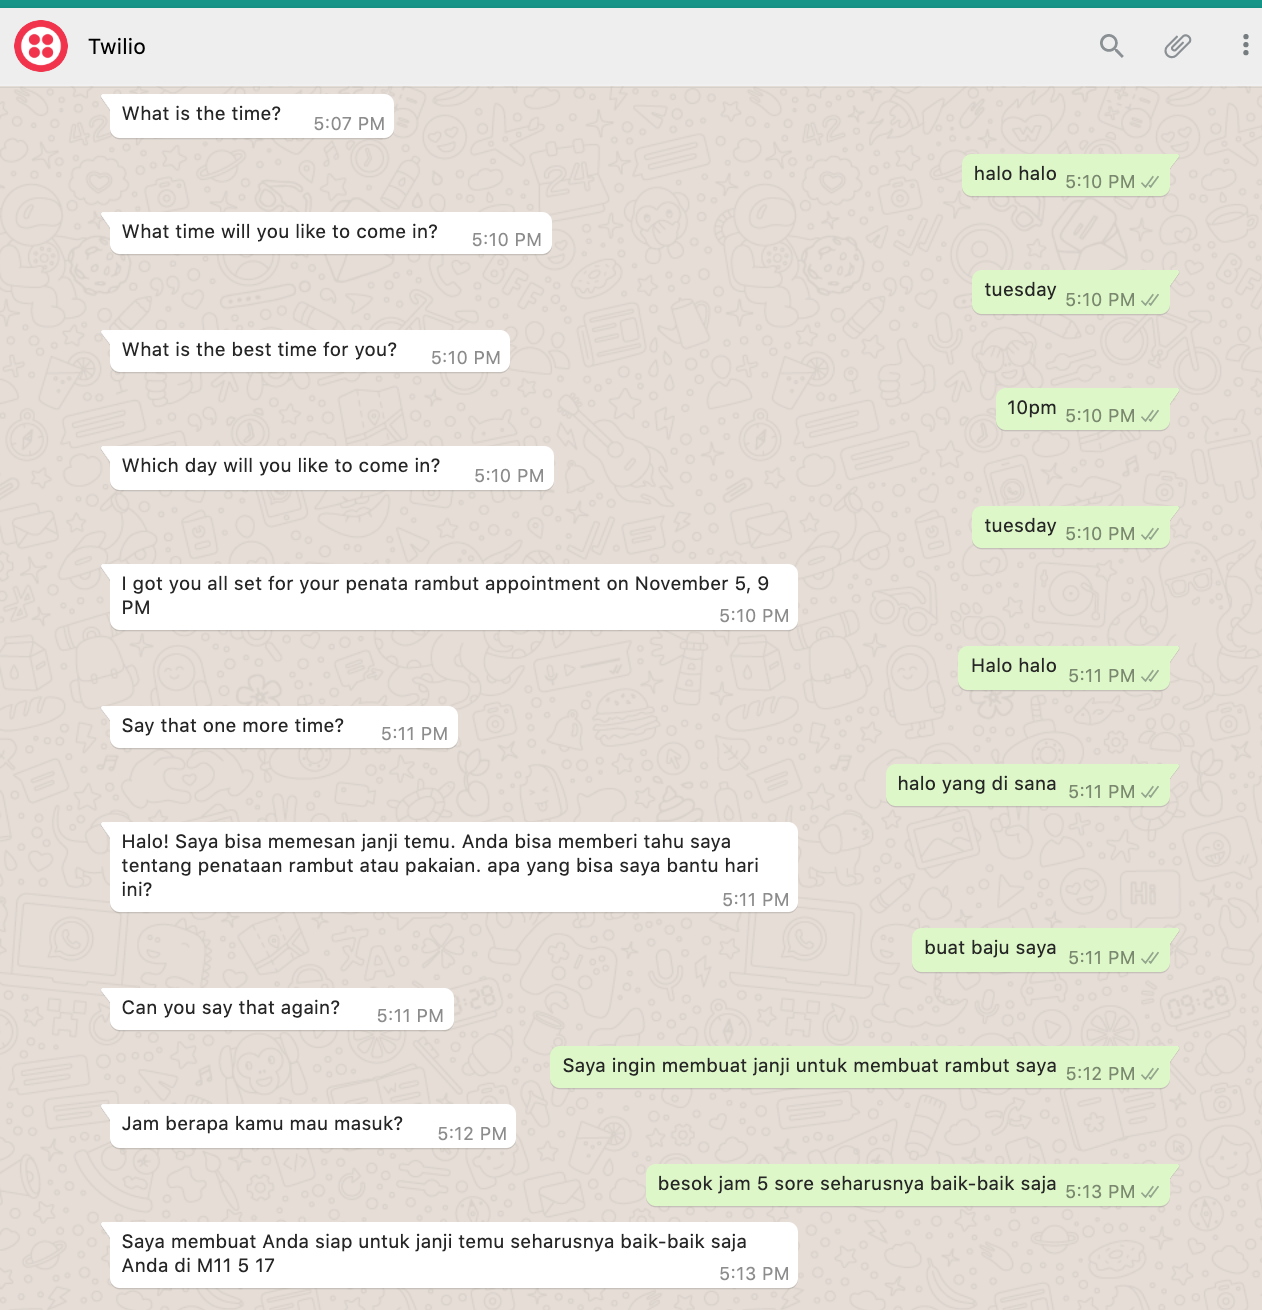 Twilio
What is the time?
5:07 PM
halo halo
5:10 PM
What time will you like to come in?
5:10 PM
tuesday
5:10 PM
What is the best time for you?
5:10 PM
10pm
5:10 PM
Which day will you like to come in?
5:10 PM
tuesday
5:10 PM
I got you all set for your penata rambut appointment on November 5, 9
PM
5:10 PM
Halo halo
5:11 PM
Say that one more time?
5:11 PM
halo yang di sana
5:11 PM
Halo! Saya bisa memesan janji temu. Anda bisa memberi tahu saya
tentang penataan rambut atau pakaian. apa yang bisa saya bantu hari
ini?
5:11 PM
buat baju saya
5:11 PM
Can you say that again?
5:11 PM
Saya ingin membuat janji untuk membuat rambut saya
5:12 PM
Jam berapa kamu mau masuk?
5:12 PM
besok jam 5 sore seharusnya baik-baik saja
5:13 PM
Saya membuat Anda siap untuk janji temu seharusnya baik-baik saja
Anda di M11 5 17
5:13 PM